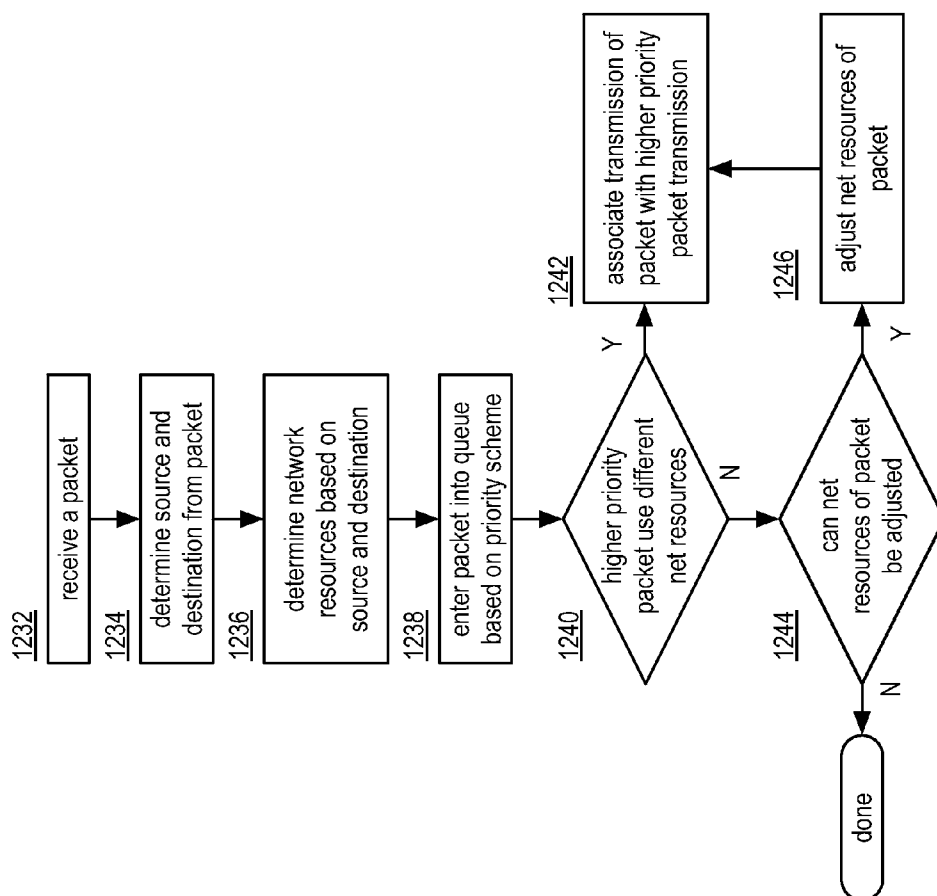 1232
receive a packet
1234
determine source and
destination from packet
1236
determine network
resources based on
source and destination
1238
enter packet into queue
based on priority scheme
1240
higher priority
packet use different
net resources
Y
N
1242
associate transmission of
packet with higher priority
packet transmission
1244
can net
resources of packet
be adjusted
Y
N
1246
adjust net resources of
packet
done